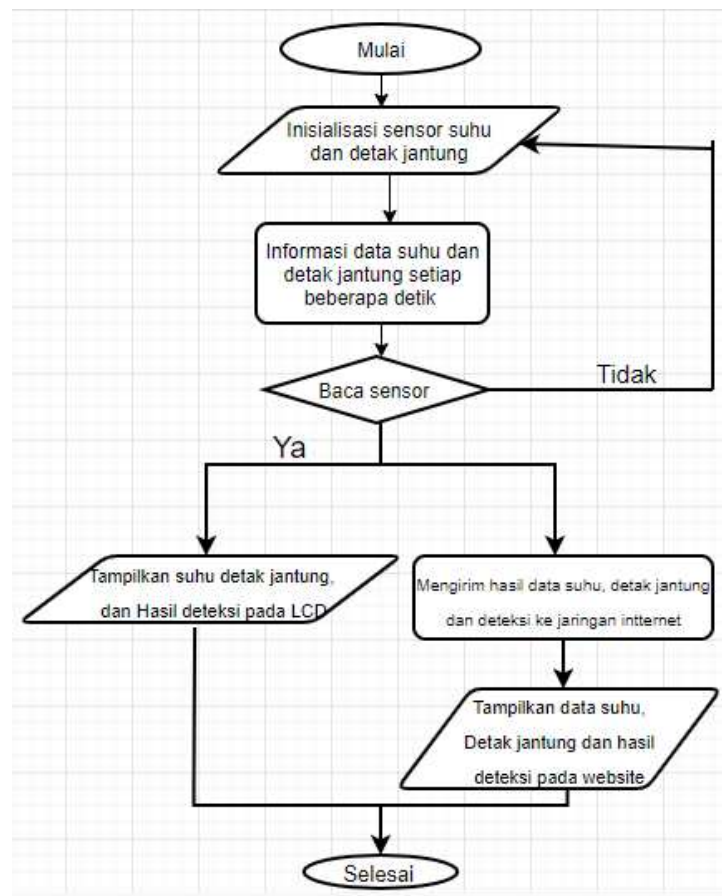 Mulai
Inisialisasi sensor suhu
dan detak jantung
Informasi data suhu dan
detak jantung setiap
beberapa detik
Baca sensor
Tidak
Ya
Tampilkan suhu detak jantung,
dan Hasil deteksi pada LCD
Mengirim hasil data suhu, detak jantung
dan deteksi ke jaringan intternet
Tampilkan data suhu,
Detak jantung dan hasil
deteksi pada website
Selesai